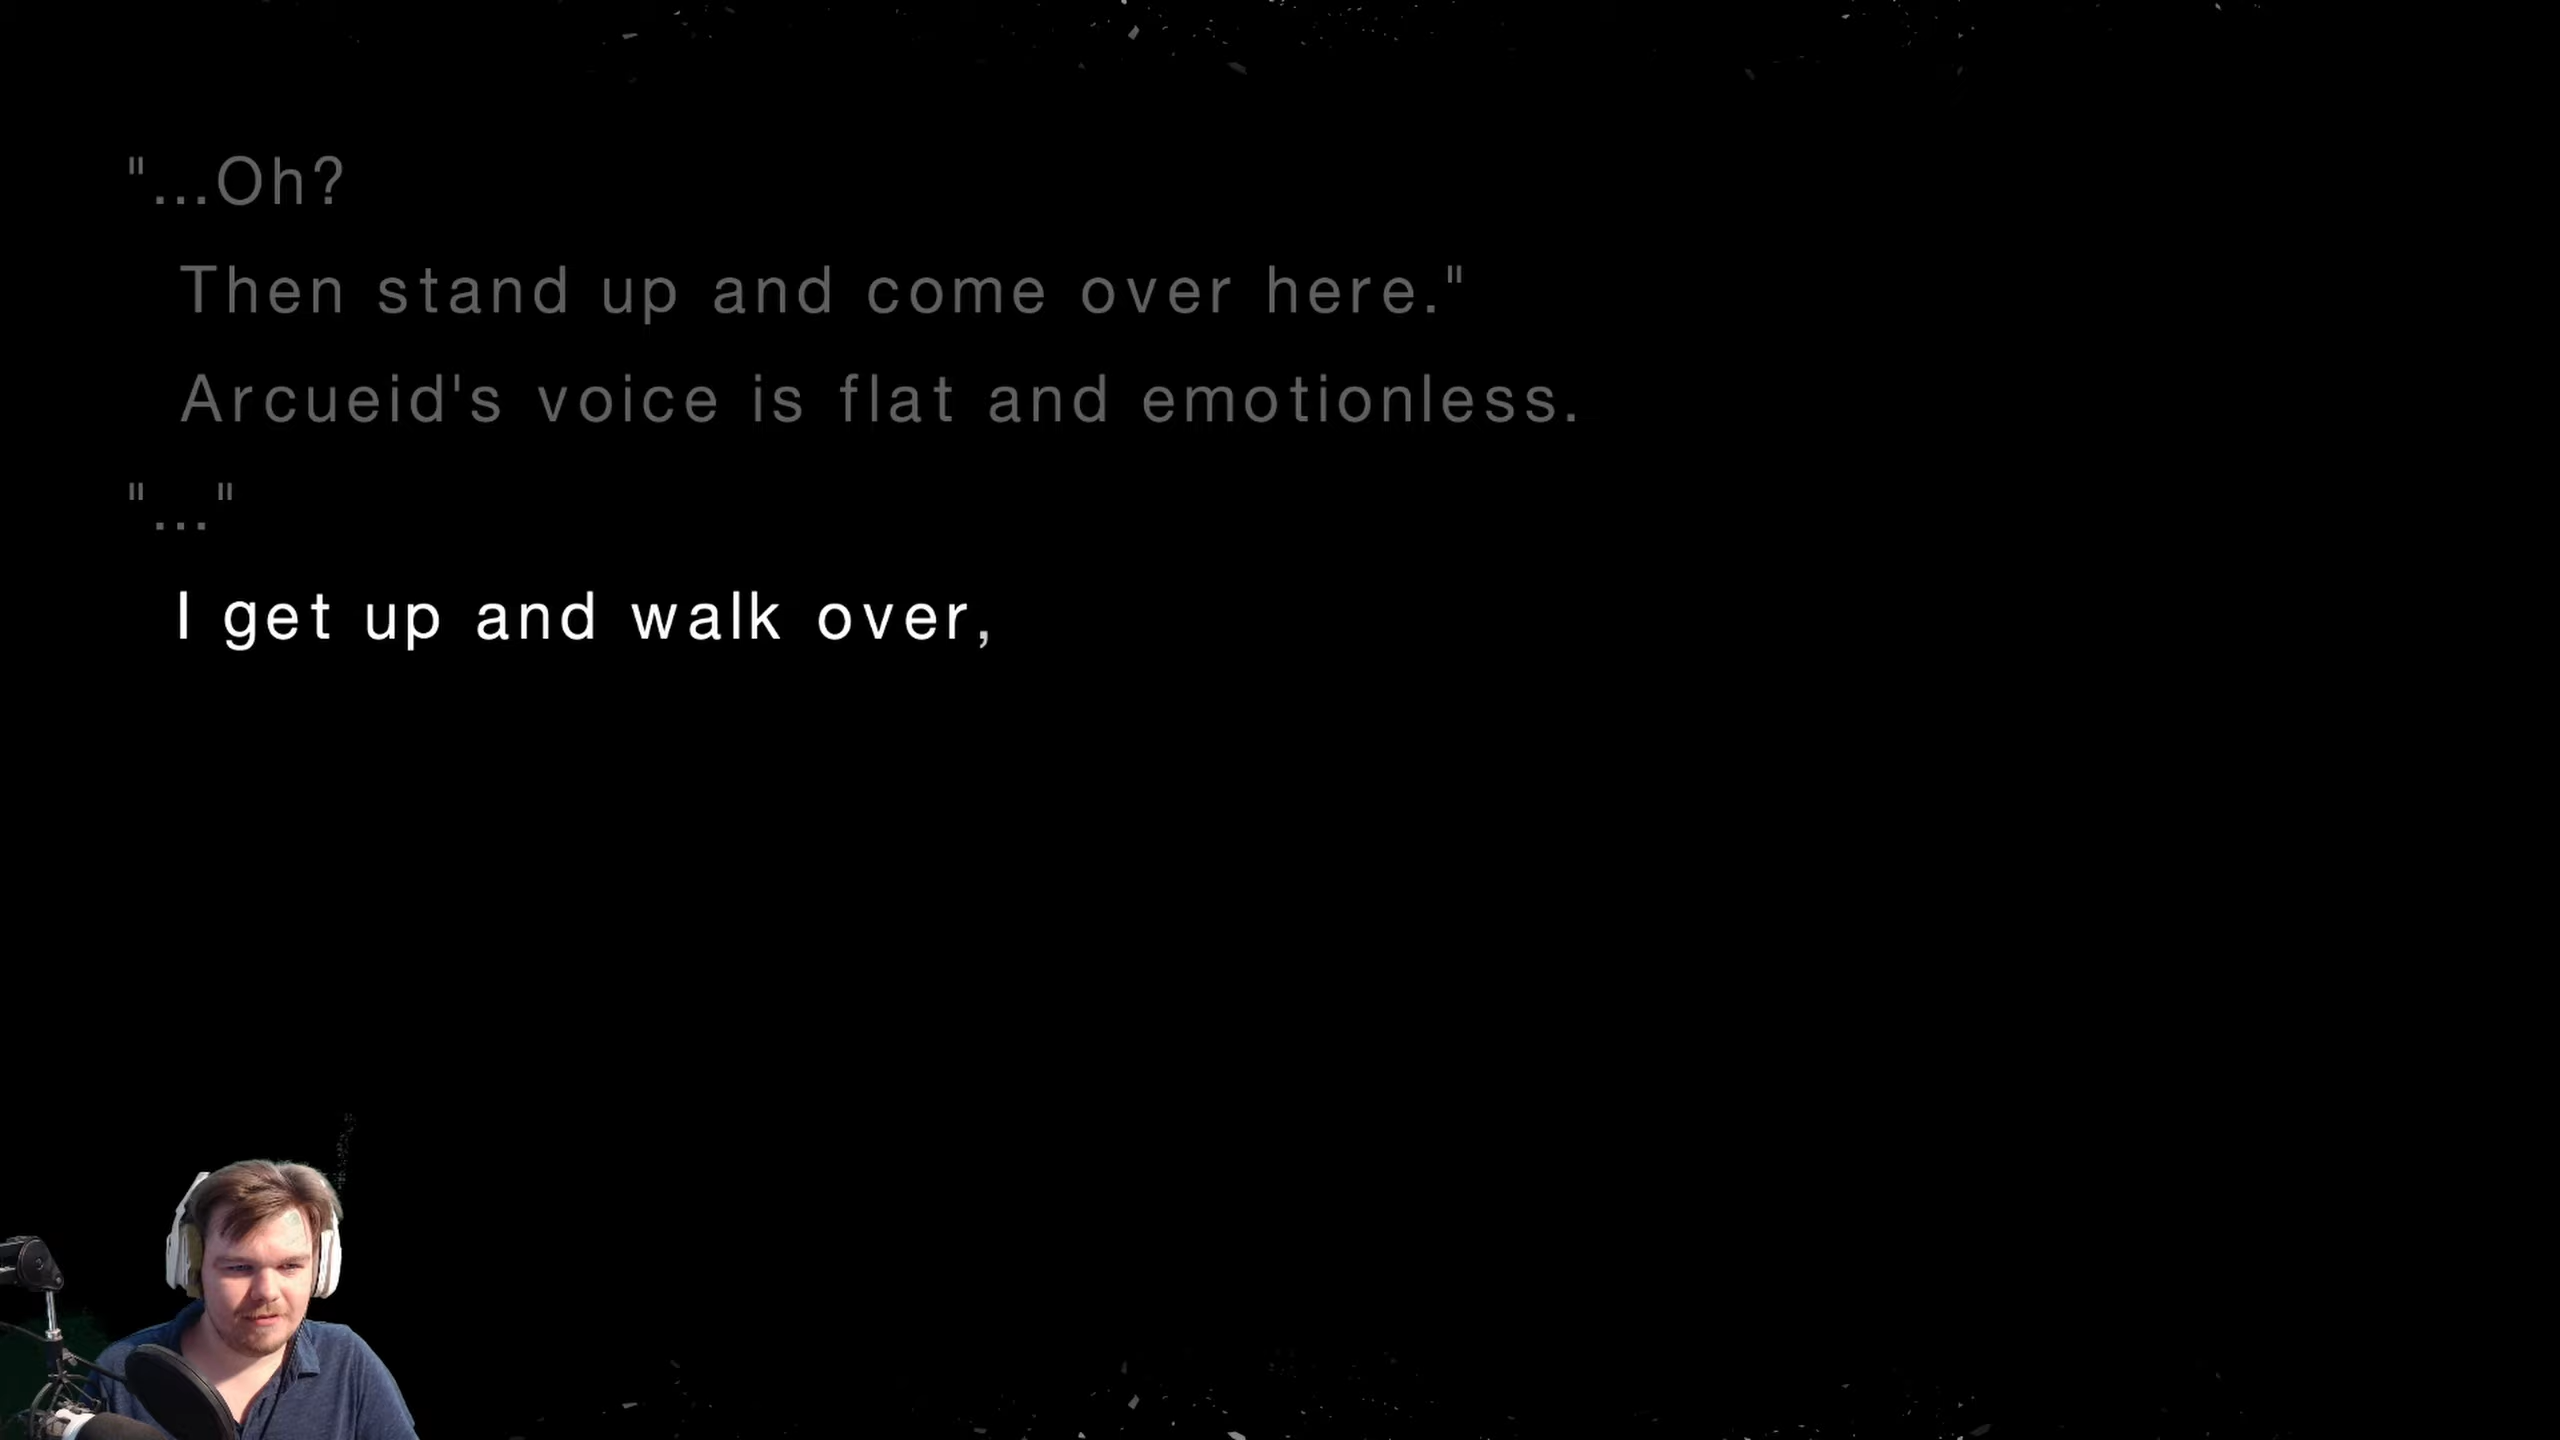 "...Oh?
Then stand up and come over here."
Arcueid's voice is flat and emotionless.
"..."
I get up and walk over,